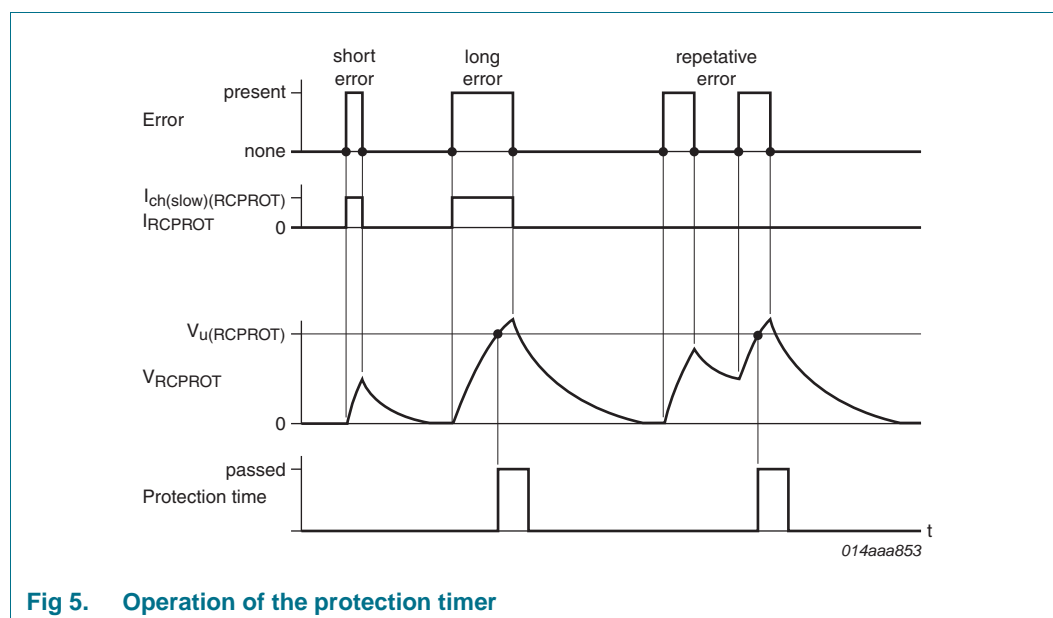 short
error
long
error
repetative
error
present
Error
none
Ich(slow)(RCPROT)
IRCPROT
0
Vu(RCPROT)
VRCPROT
0
passed
Protection time
t
014aaa853
Fig 5. Operation of the protection timer